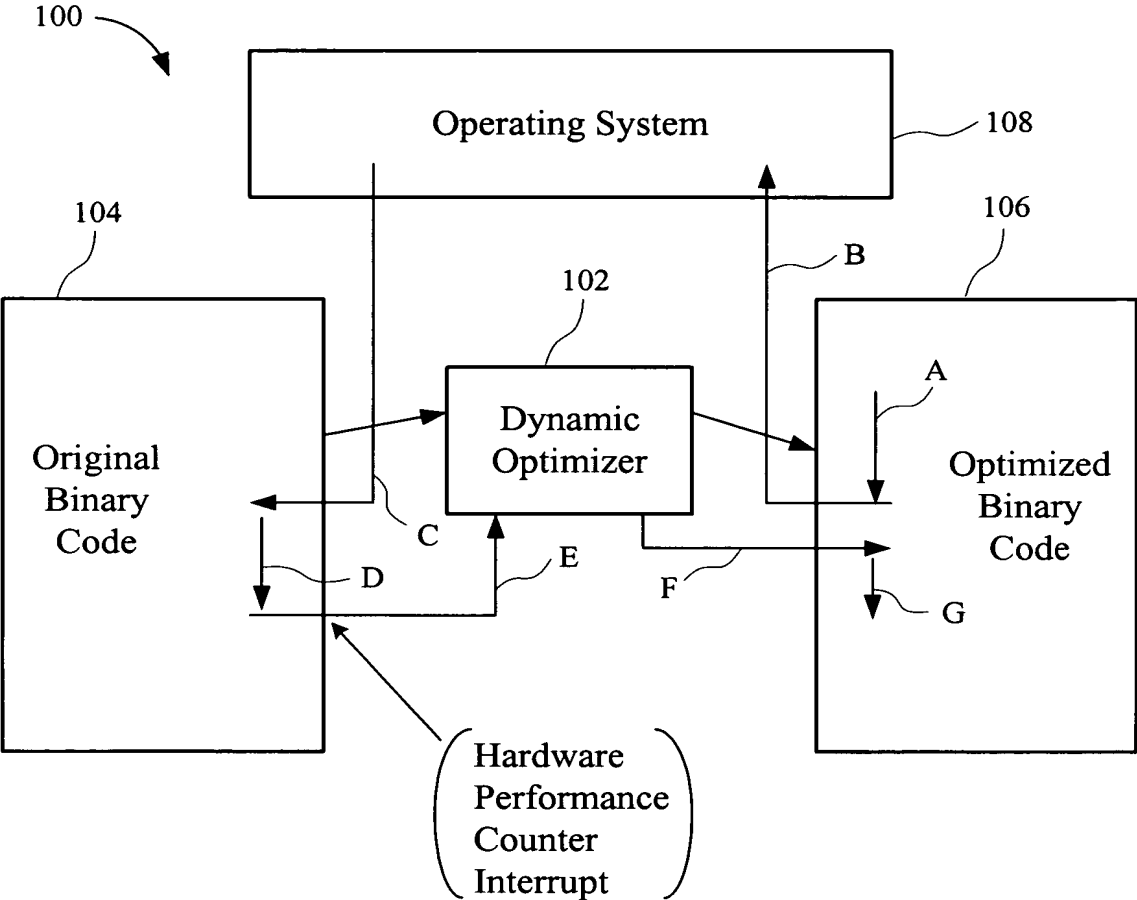 100
Operating System
108
104
106
B
102
A
Dynamic
Optimizer
Original
Binary
Code
Optimized
Binary
Code
C
D
E
F
G
Hardware
Performance
Counter
Interrupt